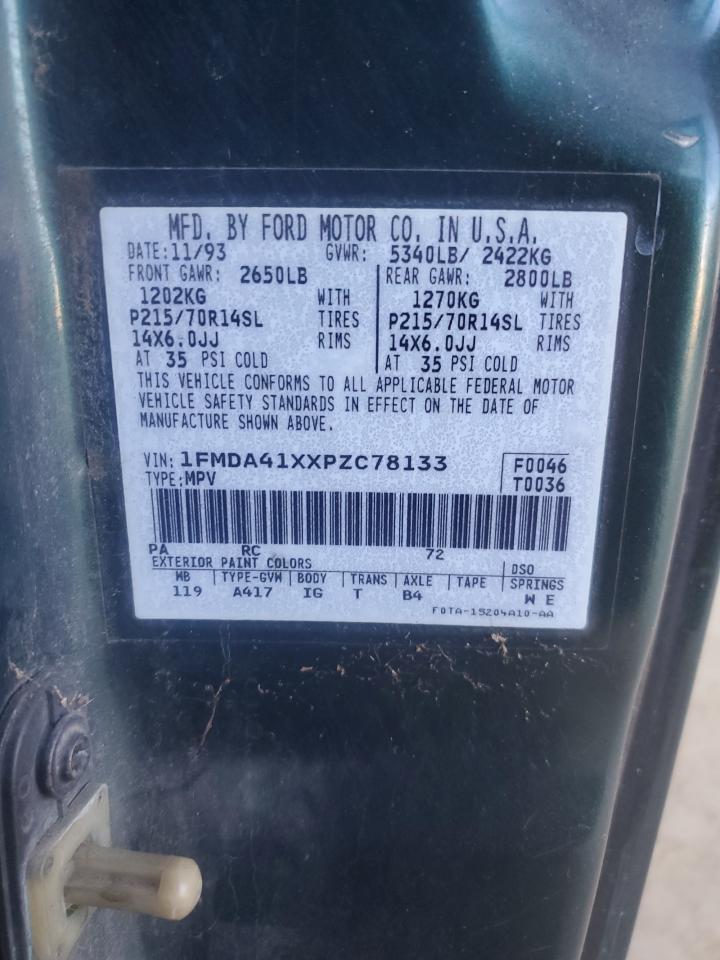 MFD. BY FORD MOTOR CO. IN U.S.A.
DATE:11/93 GVWR: 5340LB/ 2422KG
FRONT GAWR: 2650LB REAR GAWR: 2800LB
1202KG WITH 1270KG WITH
P215/70R14SL TIRES P215/70R14SL TIRES
14X6.0JJ RIMS 14X6.0JJ RIMS
AT 35 PSI COLD AT 35 PSI COLD
THIS VEHICLE CONFORMS TO ALL APPLICABLE FEDERAL MOTOR
VEHICLE SAFETY STANDARDS IN EFFECT ON THE DATE OF
MANUFACTURE SHOWN ABOVE.
VIN: 1FMDA41XXPZC78133 F0046
TYPE:MPV T0036
PA RC 72
EXTERIOR PAINT COLORS DSO
WB TYPE-GVW BODY TRANS AXLE TAPE SPRINGS
119 A417 IG T B4 W E
F0TA-15204A10-AA